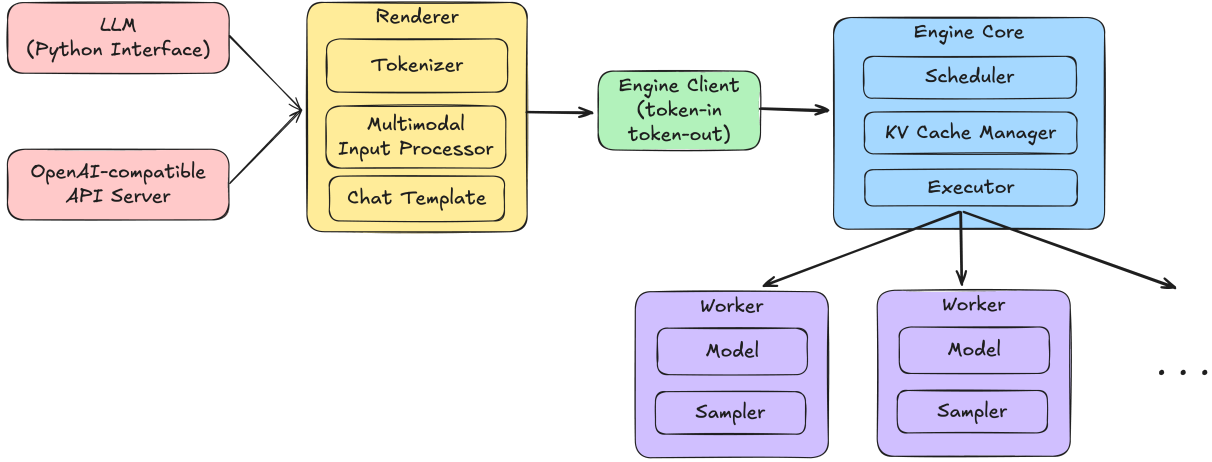 LLM
(Python Interface)
OpenAI-compatible
API Server
Renderer
Tokenizer
Multimodal
Input Processor
Chat Template
Engine Client
(token-in
token-out)
Engine Core
Scheduler
KV Cache Manager
Executor
Worker
Model
Sampler
Worker
Model
Sampler
. . .